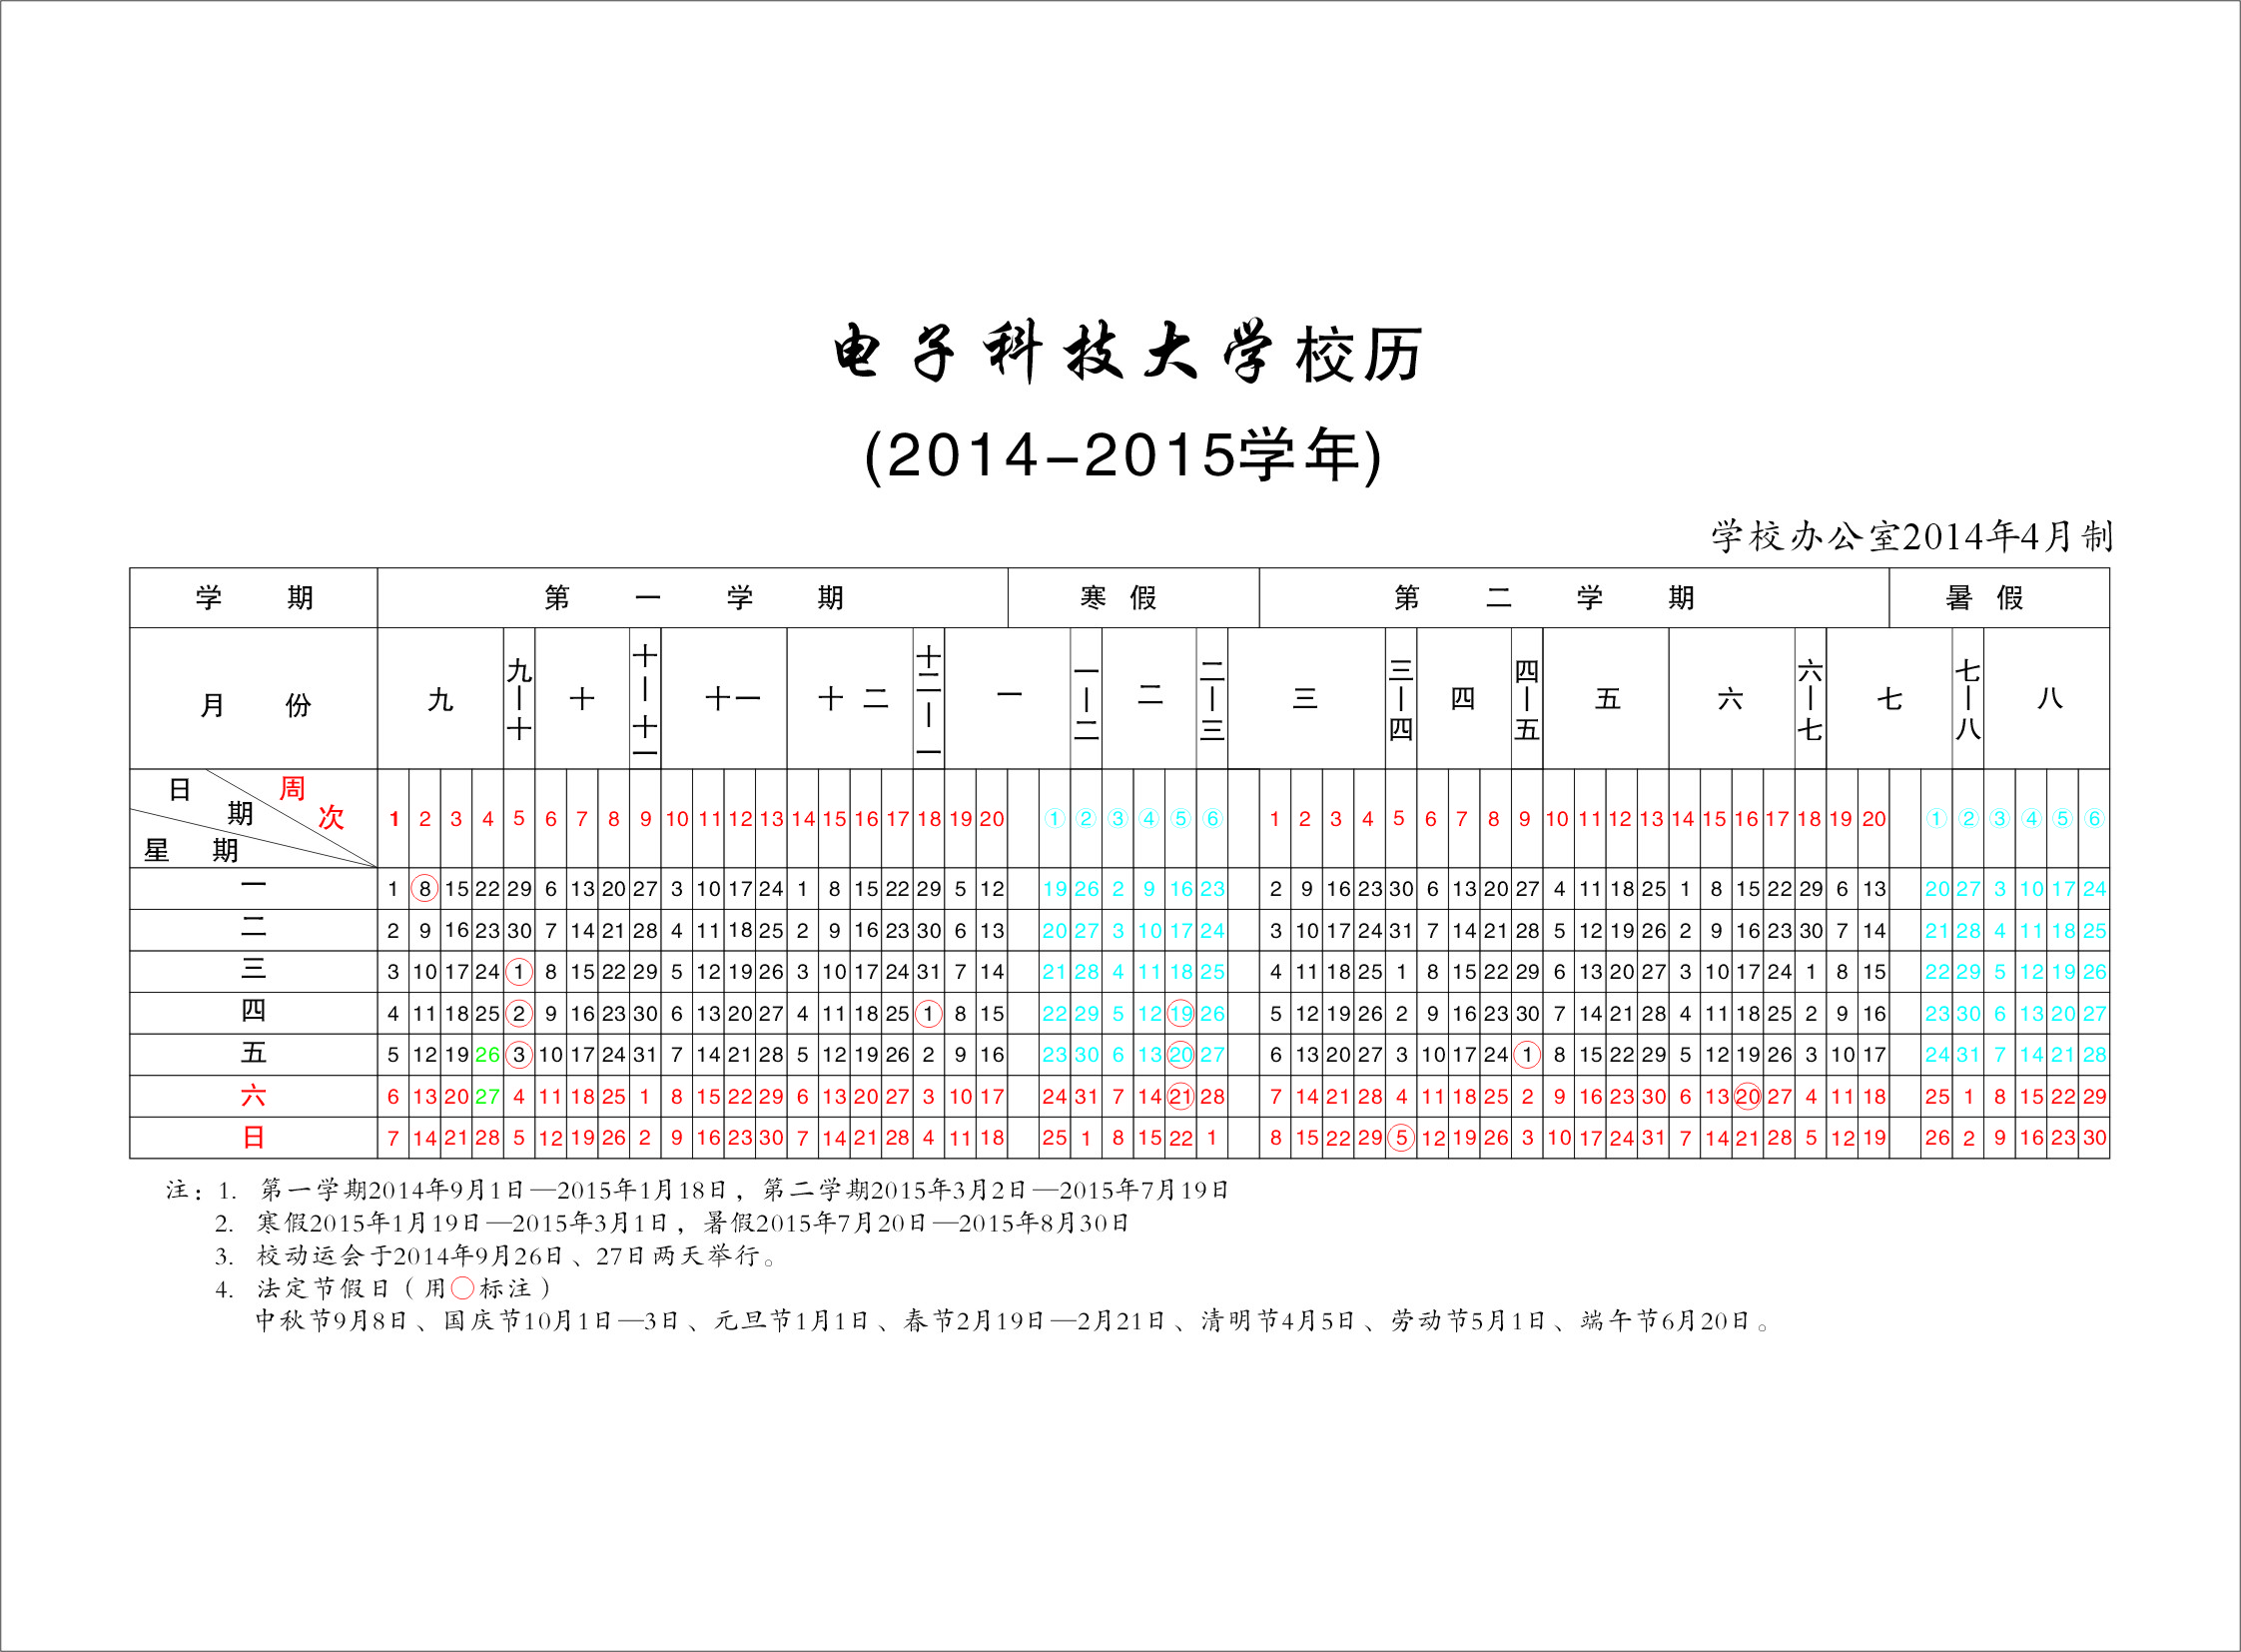 电子科技大学校历
(2014-2015学年)
学校办公室2014年4月制
学 期 第 一 学 期 寒 假 第 二 学 期 暑 假
月 份 九 九—十 十 十—十一 十一 十二 十二—一 一 一—二 二 二—三 三 三—四 四 四—五 五 六 六—七 七 七—八 八
日 期 周 次 星 期 1 2 3 4 5 6 7 8 9 10 11 12 13 14 15 16 17 18 19 20 ① ② ③ ④ ⑤ ⑥ 1 2 3 4 5 6 7 8 9 10 11 12 13 14 15 16 17 18 19 20 ① ② ③ ④ ⑤ ⑥
一 1 8 15 22 29 6 13 20 27 3 10 17 24 1 8 15 22 29 5 12 19 26 2 9 16 23 2 9 16 23 30 6 13 20 27 4 11 18 25 1 8 15 22 29 6 13 20 27 3 10 17 24
二 2 9 16 23 30 7 14 21 28 4 11 18 25 2 9 16 23 30 6 13 20 27 3 10 17 24 3 10 17 24 31 7 14 21 28 5 12 19 26 2 9 16 23 30 7 14 21 28 4 11 18 25
三 3 10 17 24 1 8 15 22 29 5 12 19 26 3 10 17 24 31 7 14 21 28 4 11 18 25 4 11 18 25 1 8 15 22 29 6 13 20 27 3 10 17 24 1 8 15 22 29 5 12 19 26
四 4 11 18 25 2 9 16 23 30 6 13 20 27 4 11 18 25 1 8 15 22 29 5 12 19 26 5 12 19 26 2 9 16 23 30 7 14 21 28 4 11 18 25 2 9 16 23 30 6 13 20 27
五 5 12 19 26 3 10 17 24 31 7 14 21 28 5 12 19 26 2 9 16 23 30 6 13 20 27 6 13 20 27 3 10 17 24 1 8 15 22 29 5 12 19 26 3 10 17 24 31 7 14 21 28
六 6 13 20 27 4 11 18 25 1 8 15 22 29 6 13 20 27 3 10 17 24 31 7 14 21 28 7 14 21 28 4 11 18 25 2 9 16 23 30 6 13 20 27 4 11 18 25 1 8 15 22 29
日 7 14 21 28 5 12 19 26 2 9 16 23 30 7 14 21 28 4 11 18 25 1 8 15 22 1 8 15 22 29 5 12 19 26 3 10 17 24 31 7 14 21 28 5 12 19 26 2 9 16 23 30
注：1. 第一学期2014年9月1日—2015年1月18日，第二学期2015年3月2日—2015年7月19日
2. 寒假2015年1月19日—2015年3月1日，暑假2015年7月20日—2015年8月30日
3. 校动运会于2014年9月26日、27日两天举行。
4. 法定节假日（用○标注）
中秋节9月8日、国庆节10月1日—3日、元旦节1月1日、春节2月19日—2月21日、清明节4月5日、劳动节5月1日、端午节6月20日。